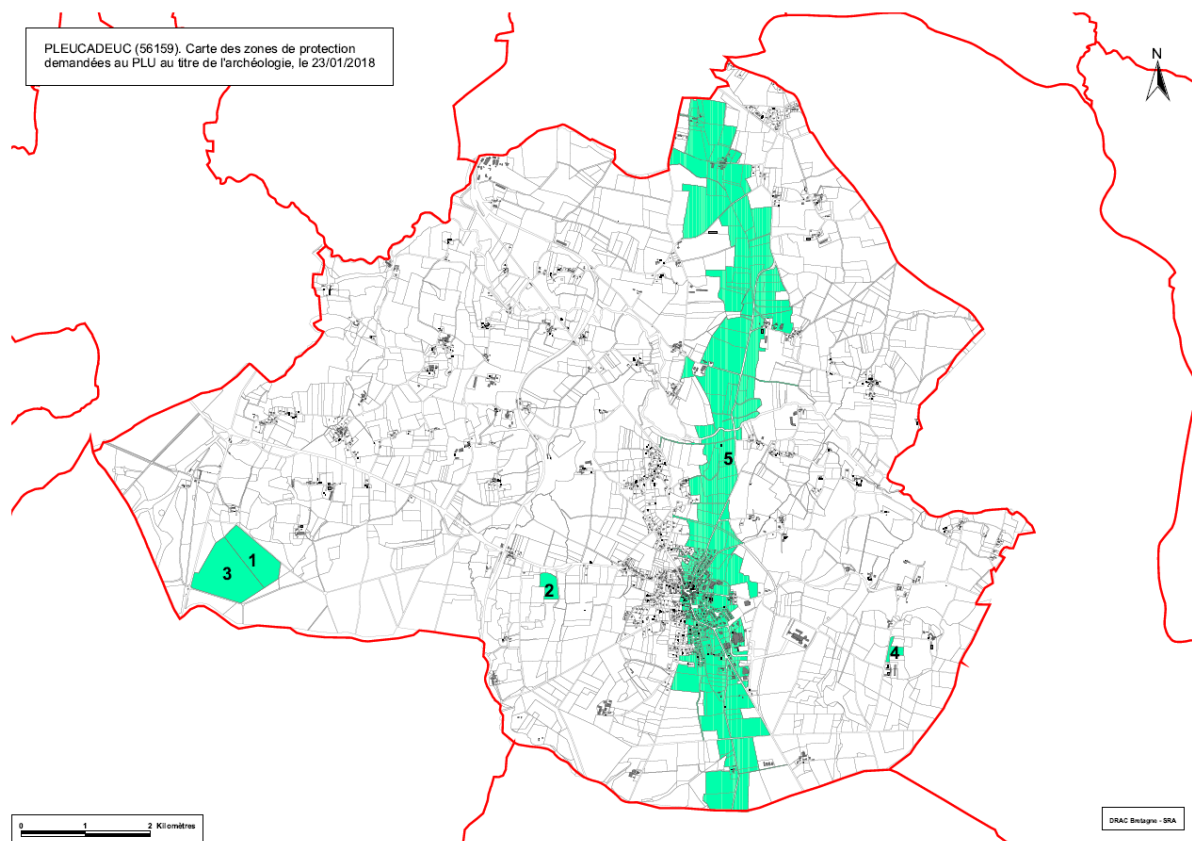 PLEUCADEUC (56159). Carte des zones de protection
demandées au PLU au titre de l'archéologie, le 23/01/2018
N
5
1
3
2
4
0 1 2 Kilomètres
DRAC Bretagne - SRA